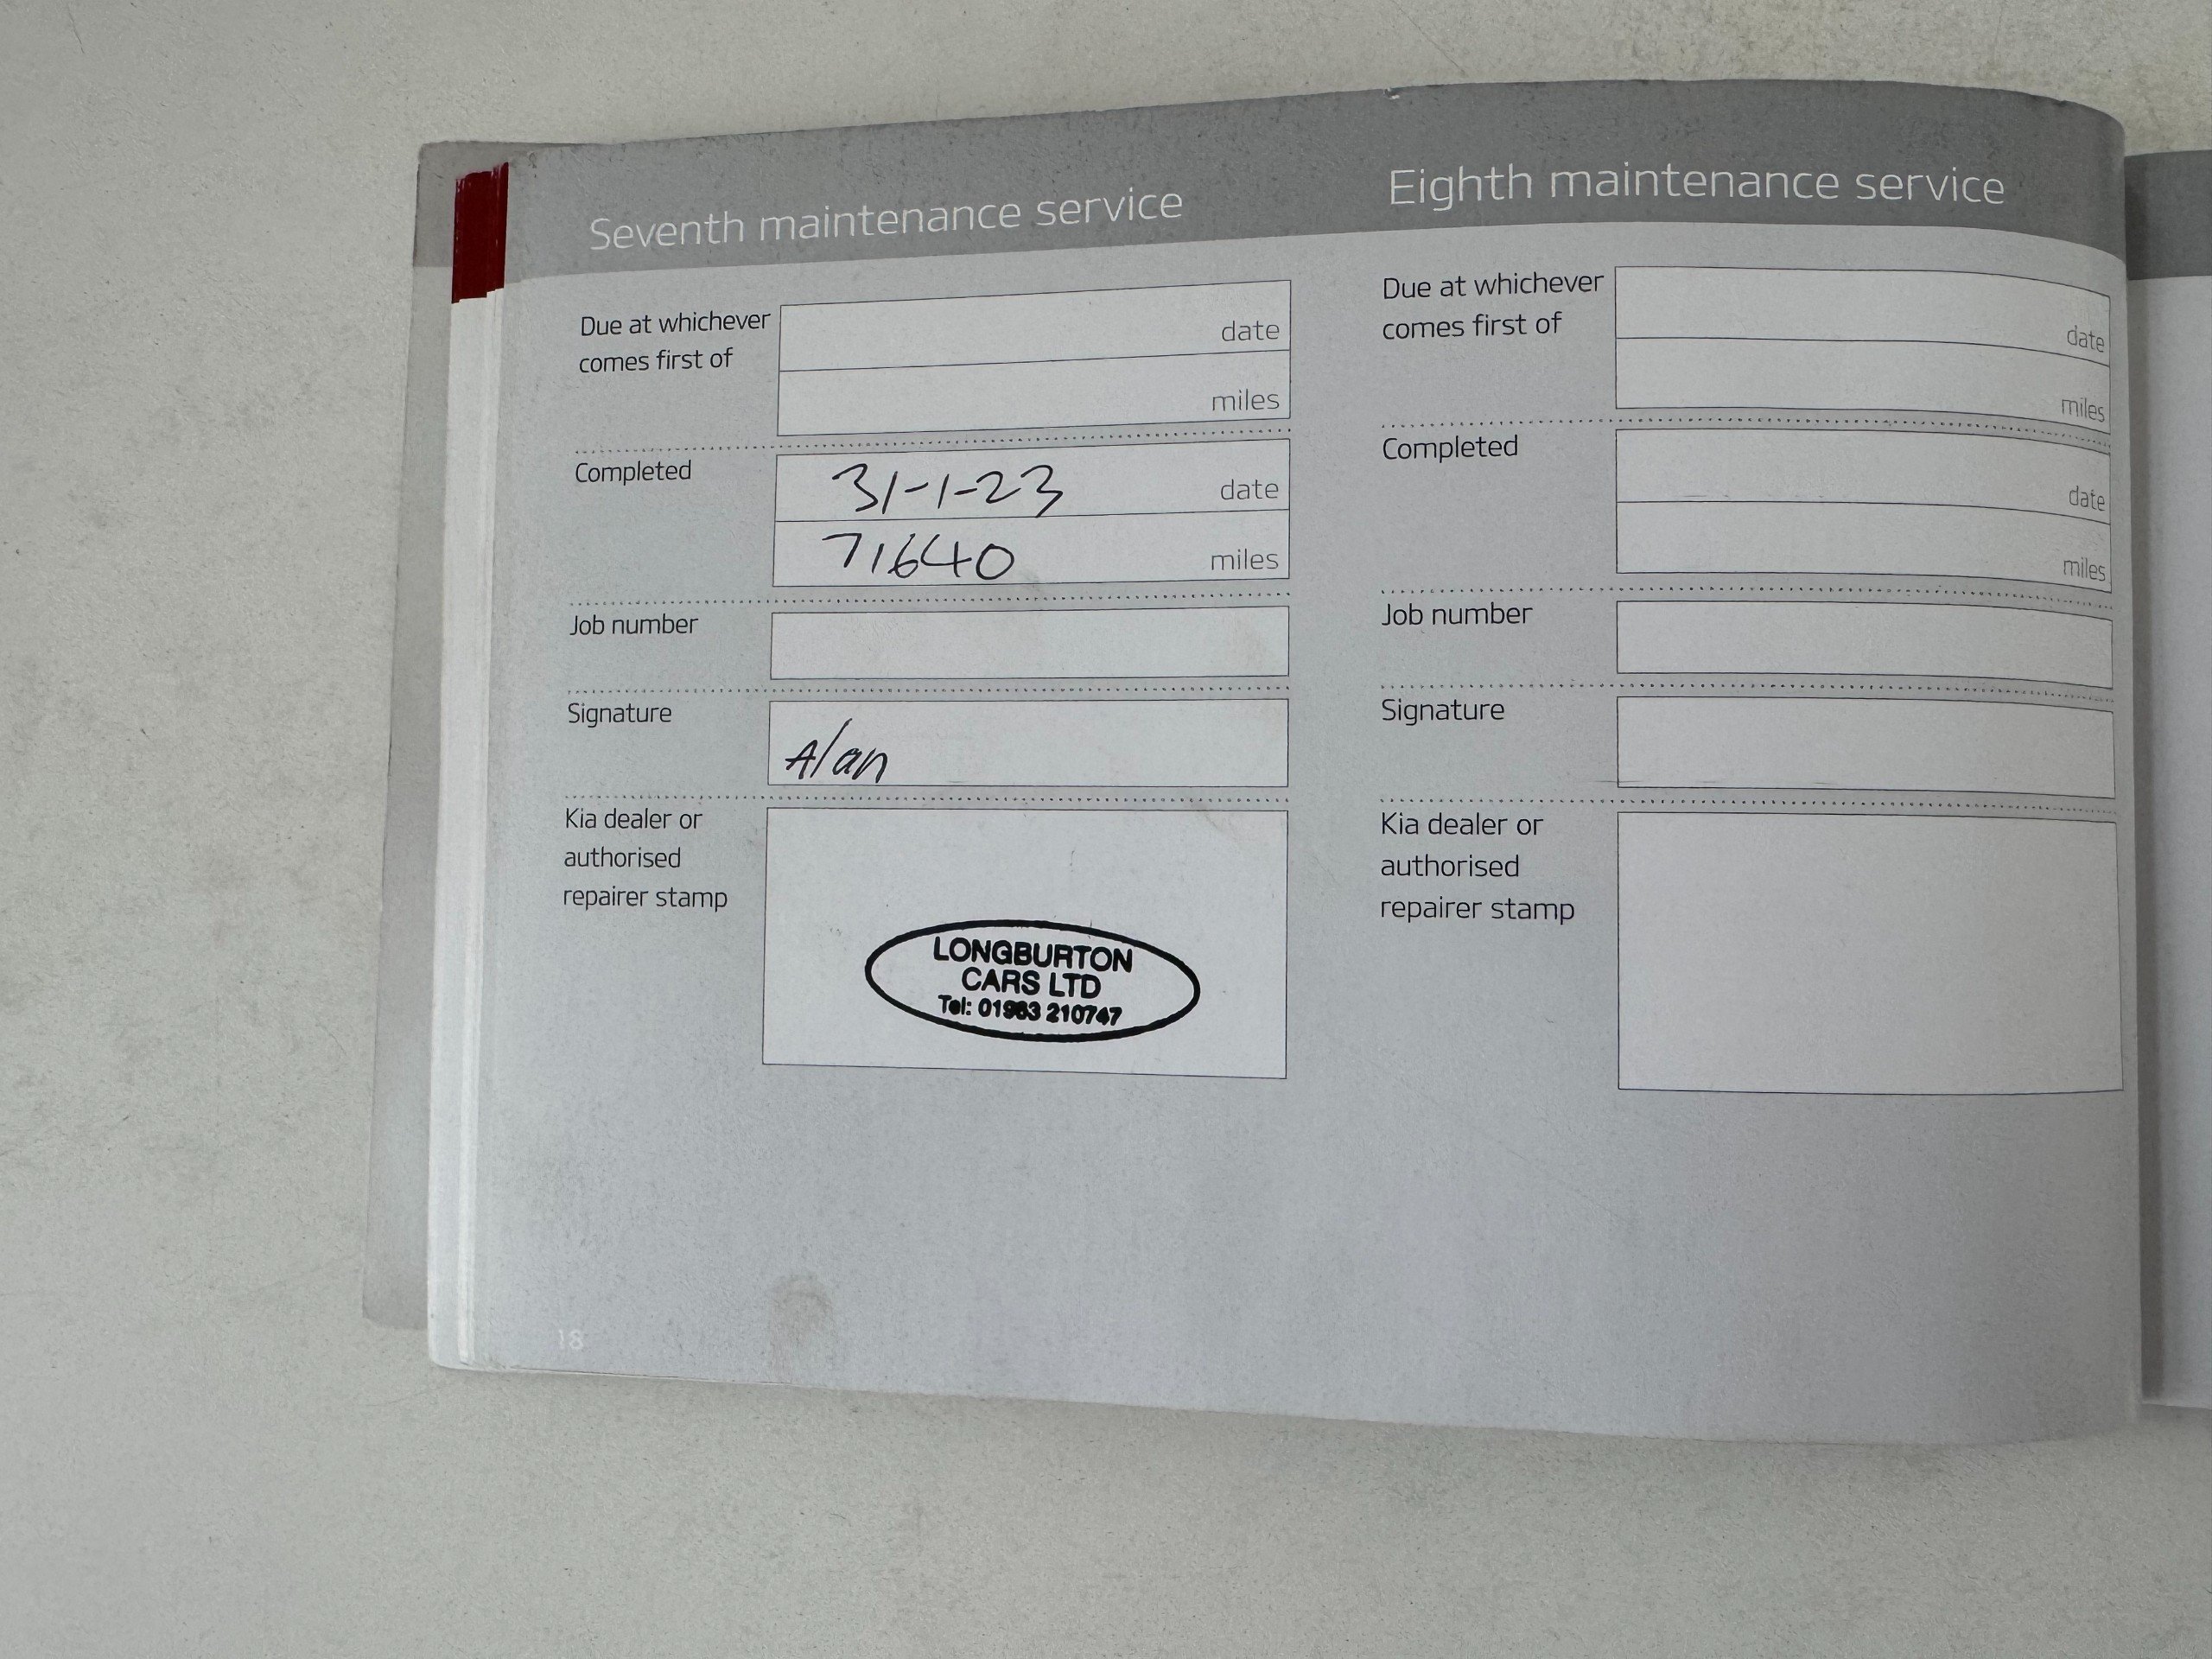 Seventh maintenance service
Due at whichever
comes first of
date
miles
Completed
31-1-23 date
71640 miles
Job number
Signature
Alan
Kia dealer or
authorised
repairer stamp
LONGBURTON
CARS LTD
Tel: 01963 210747
18
Eighth maintenance service
Due at whichever
comes first of
date
miles
Completed
date
miles
Job number
Signature
Kia dealer or
authorised
repairer stamp